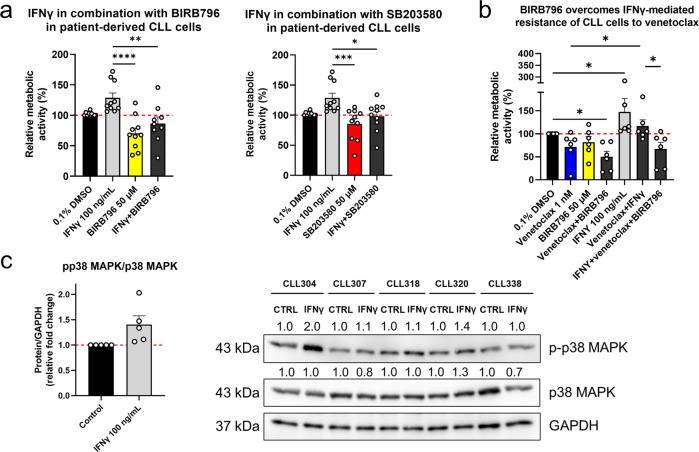 a
IFNγ in combination with BIRB796
in patient-derived CLL cells
Relative metabolic
activity (%)
200
150
100
50
0
**
****
0.1% DMSO
IFNγ 100 ng/mL
BIRB796 50 μM
IFNγ+BIRB796
IFNγ in combination with SB203580
in patient-derived CLL cells
Relative metabolic
activity (%)
200
150
100
50
0
*
***
0.1% DMSO
IFNγ 100 ng/mL
SB203580 50 μM
IFNγ+SB203580
b
BIRB796 overcomes IFNγ-mediated
resistance of CLL cells to venetoclax
Relative metabolic
activity (%)
300
200
100
80
60
40
20
0
*
*
*
*
0.1% DMSO
Venetoclax 1 nM
BIRB796 50 μM
Venetoclax+BIRB796
IFNγ 100 ng/mL
Venetoclax+IFNγ
IFNγ+venetoclax+BIRB796
c
pp38 MAPK/p38 MAPK
Protein/GAPDH
(relative fold change)
2.0
1.5
1.0
0.5
0.0
Control
IFNγ 100 ng/mL
CLL304 CLL307 CLL318 CLL320 CLL338
CTRL IFNγ CTRL IFNγ CTRL IFNγ CTRL IFNγ CTRL IFNγ
1.0 2.0 1.0 1.1 1.0 1.1 1.0 1.4 1.0 1.0
43 kDa p-p38 MAPK
1.0 1.0 1.0 0.8 1.0 1.0 1.0 1.3 1.0 0.7
43 kDa p38 MAPK
37 kDa GAPDH